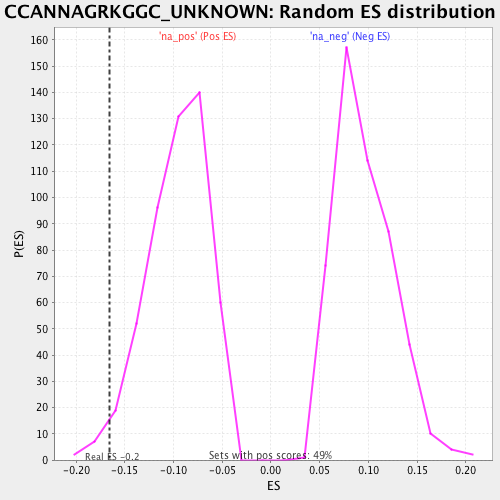 CCANNAGRKGGC_UNKNOWN: Random ES distribution
'na_pos' (Pos ES)
'na_neg' (Neg ES)
160
150
140
130
120
110
100
90
80
70
60
50
40
30
20
10
0
P(ES)
Real ES -0.2
Sets with pos scores: 49%
-0.20 -0.15 -0.10 -0.05 0.00 0.05 0.10 0.15 0.20
ES